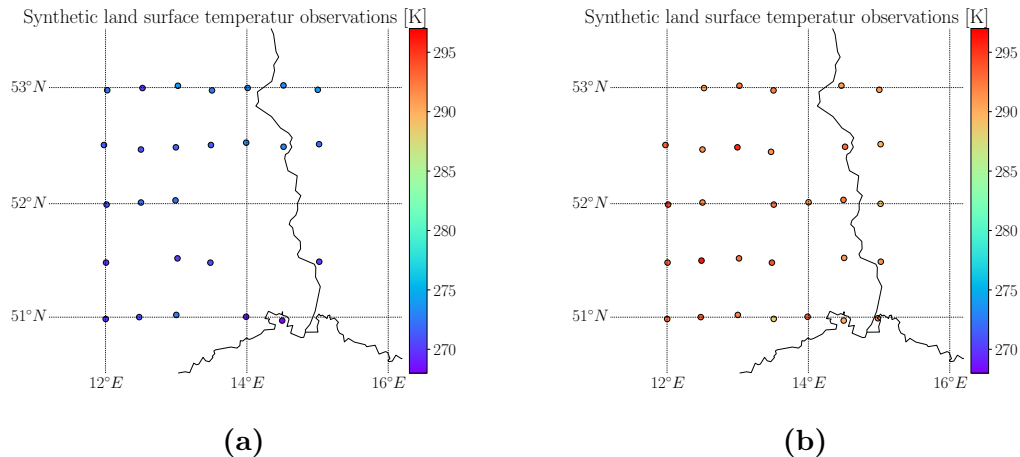 Synthetic land surface temperatur observations [K]
53°N
52°N
51°N
12°E
14°E
16°E
295
290
285
280
275
270
(a)
Synthetic land surface temperatur observations [K]
53°N
52°N
51°N
12°E
14°E
16°E
295
290
285
280
275
270
(b)